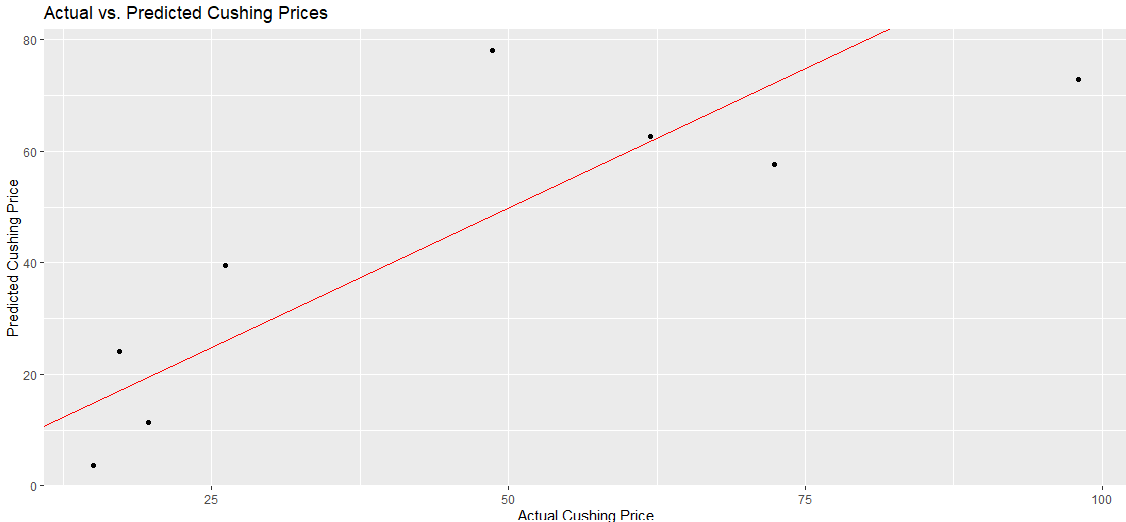 Actual vs. Predicted Cushing Prices
80
60
40
20
0
Predicted Cushing Price
25 50 75 100
Actual Cushing Price